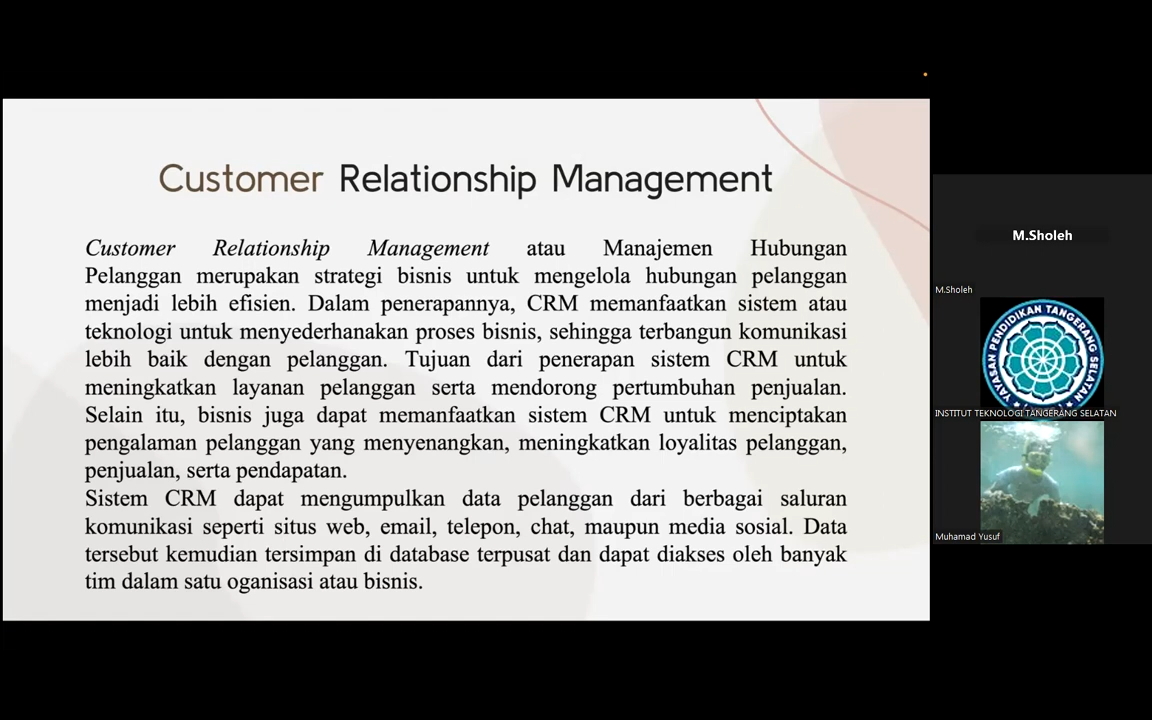 Customer Relationship Management
Customer Relationship Management atau Manajemen Hubungan
Pelanggan merupakan strategi bisnis untuk mengelola hubungan pelanggan
menjadi lebih efisien. Dalam penerapannya, CRM memanfaatkan sistem atau
teknologi untuk menyederhanakan proses bisnis, sehingga terbangun komunikasi
lebih baik dengan pelanggan. Tujuan dari penerapan sistem CRM untuk
meningkatkan layanan pelanggan serta mendorong pertumbuhan penjualan.
Selain itu, bisnis juga dapat nemanfaatkan sistem CRM untuk menciptakan
pengalaman pelanggan yang menyenangkan, meningkatkan loyalitas pelanggan,
penjualan, serta pendapatan.
Sistem CRM dapat mengumpulkan data pelanggan dari berbagai saluran
komunikasi seperti situs web, email, telepon, chat, maupun media sosial. Data
tersebut kemudian tersimpan di database terpusat dan dapat diakses oleh banyak
tim dalam satu oganisasi atau bisnis.
M.Sholeh
M.Sholeh
YAYASAN PENDIDIKAN TANGERANG SELATAN
INSTITUT TEKNOLOGI TANGERANG SELATAN
Muhamad Yusuf